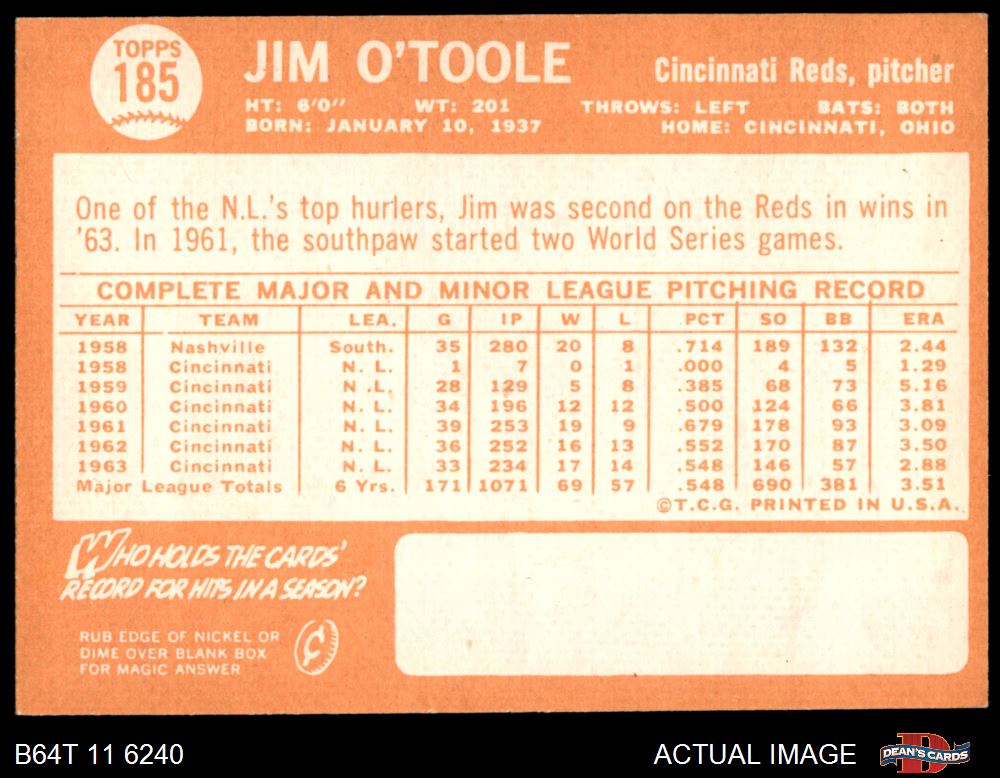 TOPPS
185
JIM O'TOOLE
Cincinnati Reds, pitcher
HT: 6'0" WT: 201 THROWS: LEFT BATS: BOTH
BORN: JANUARY 10, 1937 HOME: CINCINNATI, OHIO
One of the N.L.'s top hurlers, Jim was second on the Reds in wins in
'63. In 1961, the southpaw started two World Series games.
COMPLETE MAJOR AND MINOR LEAGUE PITCHING RECORD
YEAR TEAM LEA. G IP W L PCT SO BB ERA
1958 Nashville South. 35 280 20 8 .714 189 132 2.44
1958 Cincinnati N. L. 1 7 0 1 .000 4 5 1.29
1959 Cincinnati N .L. 28 129 5 8 .385 68 73 5.16
1960 Cincinnati N. L. 34 196 12 12 .500 124 66 3.81
1961 Cincinnati N. L. 39 253 19 9 .679 178 93 3.09
1962 Cincinnati N. L. 36 252 16 13 .552 170 87 3.50
1963 Cincinnati N. L. 33 234 17 14 .548 146 57 2.88
Major League Totals 6 Yrs. 171 1071 69 57 .548 690 381 3.51
©T.C.G. PRINTED IN U.S.A.
WHO HOLDS THE CARDS'
RECORD FOR HITS IN A SEASON?
RUB EDGE OF NICKEL OR
DIME OVER BLANK BOX
FOR MAGIC ANSWER
¢
B64T 11 6240
ACTUAL IMAGE
D
DEAN'S CARDS